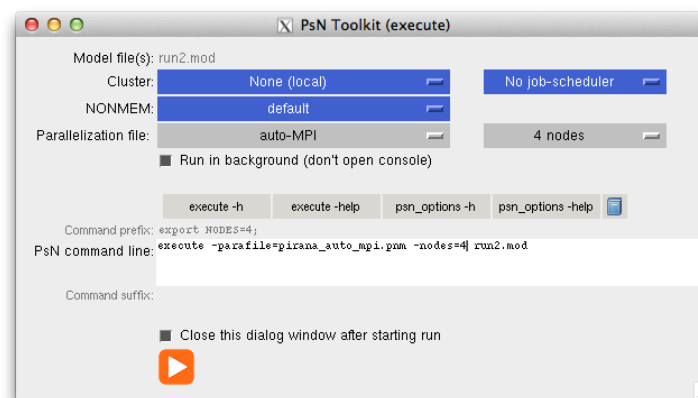 X PsN Toolkit (execute)
Model file(s): run2.mod
Cluster: None (local) No job-scheduler
NONMEM: default
Parallelization file: auto-MPI 4 nodes
Run in background (don't open console)
execute -h execute -help psn_options -h psn_options -help
Command prefix: export NODES=4;
PsN command line: execute -parafile=pirana_auto_mpi.pnm -nodes=4 run2.mod
Command suffix:
Close this dialog window after starting run